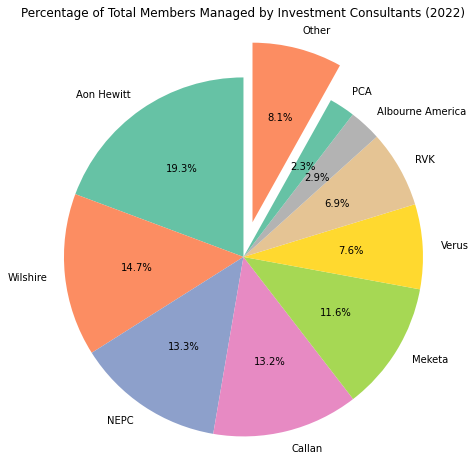 Percentage of Total Members Managed by Investment Consultants (2022)
Other
8.1%
PCA
2.3%
Albourne America
2.9%
RVK
6.9%
Verus
7.6%
Meketa
11.6%
Callan
13.2%
NEPC
13.3%
Wilshire
14.7%
Aon Hewitt
19.3%